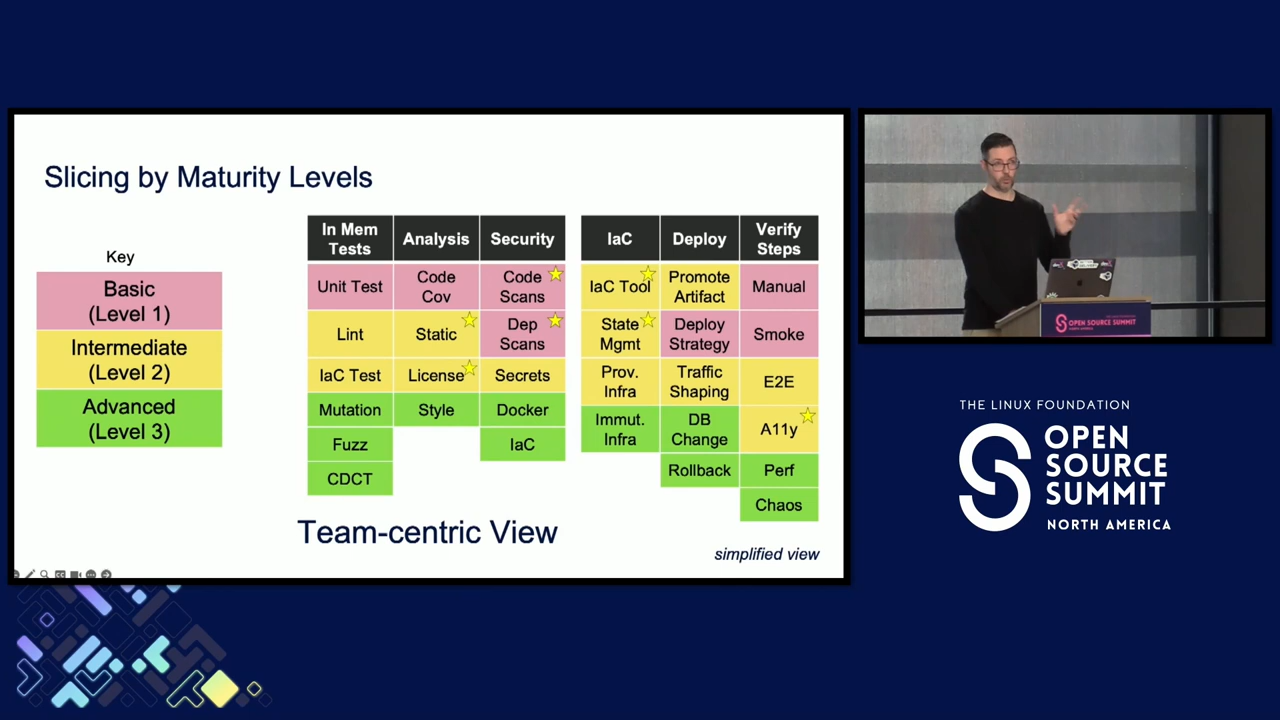 Slicing by Maturity Levels
Key
Basic
(Level 1)
Intermediate
(Level 2)
Advanced
(Level 3)
In Mem
Tests
Analysis
Security
Unit Test
Code
Cov
Code
Scans
Lint
Static
Dep
Scans
IaC Test
License
Secrets
Mutation
Style
Docker
Fuzz
IaC
CDCT
IaC
Deploy
Verify
Steps
IaC Tool
Promote
Artifact
Manual
State
Mgmt
Deploy
Strategy
Smoke
Prov.
Infra
Traffic
Shaping
E2E
Immut.
Infra
DB
Change
A11y
Rollback
Perf
Chaos
Team-centric View
simplified view
OPEN SOURCE SUMMIT
THE LINUX FOUNDATION
OPEN
SOURCE
SUMMIT
NORTH AMERICA